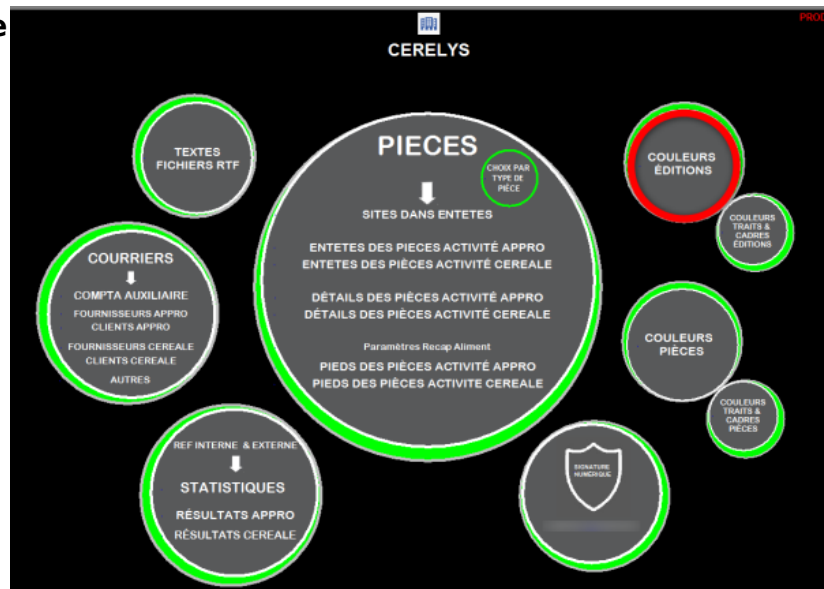 e
PROD
CERELYS
TEXTES
FICHIERS RTF
PIECES
CHOIX PAR
TYPE DE
PIÈCE
SITES DANS ENTETES
ENTETES DES PIECES ACTIVITÉ APPRO
ENTETES DES PIÈCES ACTIVITÉ CEREALE
DÉTAILS DES PIÈCES ACTIVITÉ APPRO
DÉTAILS DES PIÈCES ACTIVITÉ CEREALE
Paramètres Recap Aliment
PIEDS DES PIÈCES ACTIVITÉ APPRO
PIEDS DES PIÈCES ACTIVITE CEREALE
COULEURS
ÉDITIONS
COULEURS
TRAITS &
CADRES
ÉDITIONS
COURRIERS
COMPTA AUXILIAIRE
FOURNISSEURS APPRO
CLIENTS APPRO
FOURNISSEURS CEREALE
CLIENTS CEREALE
AUTRES
COULEURS
PIÈCES
COULEURS
TRAITS &
CADRES
PIÈCES
REF INTERNE & EXTERNE
STATISTIQUES
RÉSULTATS APPRO
RÉSULTATS CEREALE
SIGNATURE
NUMÉRIQUE